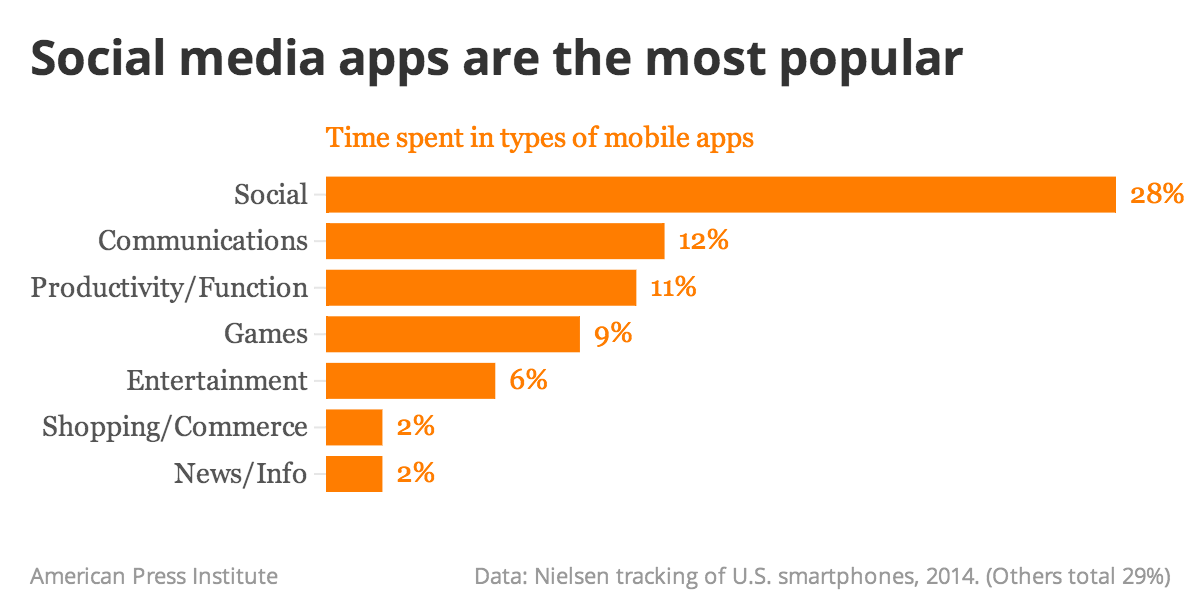 Social media apps are the most popular
Time spent in types of mobile apps
Social 28%
Communications 12%
Productivity/Function 11%
Games 9%
Entertainment 6%
Shopping/Commerce 2%
News/Info 2%
American Press Institute
Data: Nielsen tracking of U.S. smartphones, 2014. (Others total 29%)